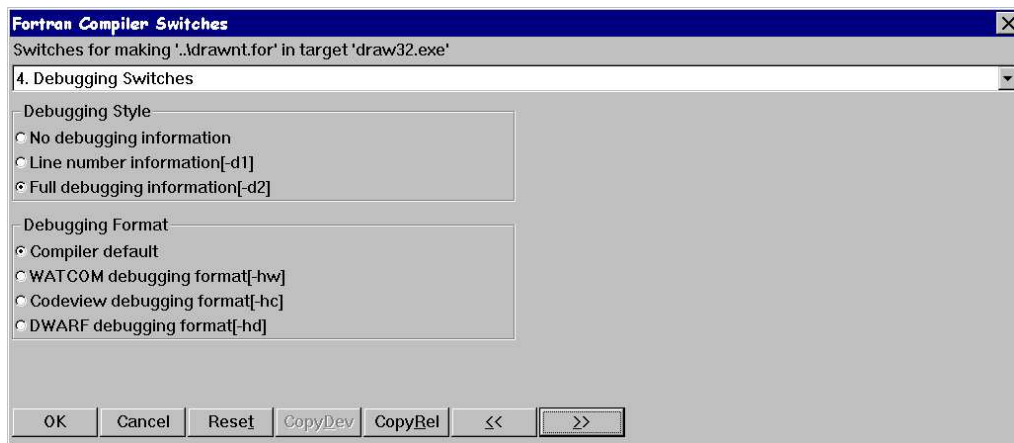 Fortran Compiler Switches
Switches for making '..\drawnt.for' in target 'draw32.exe'
4. Debugging Switches
Debugging Style
No debugging information
Line number information[-d1]
Full debugging information[-d2]
Debugging Format
Compiler default
WATCOM debugging format[-hw]
Codeview debugging format[-hc]
DWARF debugging format[-hd]
OK Cancel Reset CopyDev CopyRel << >>